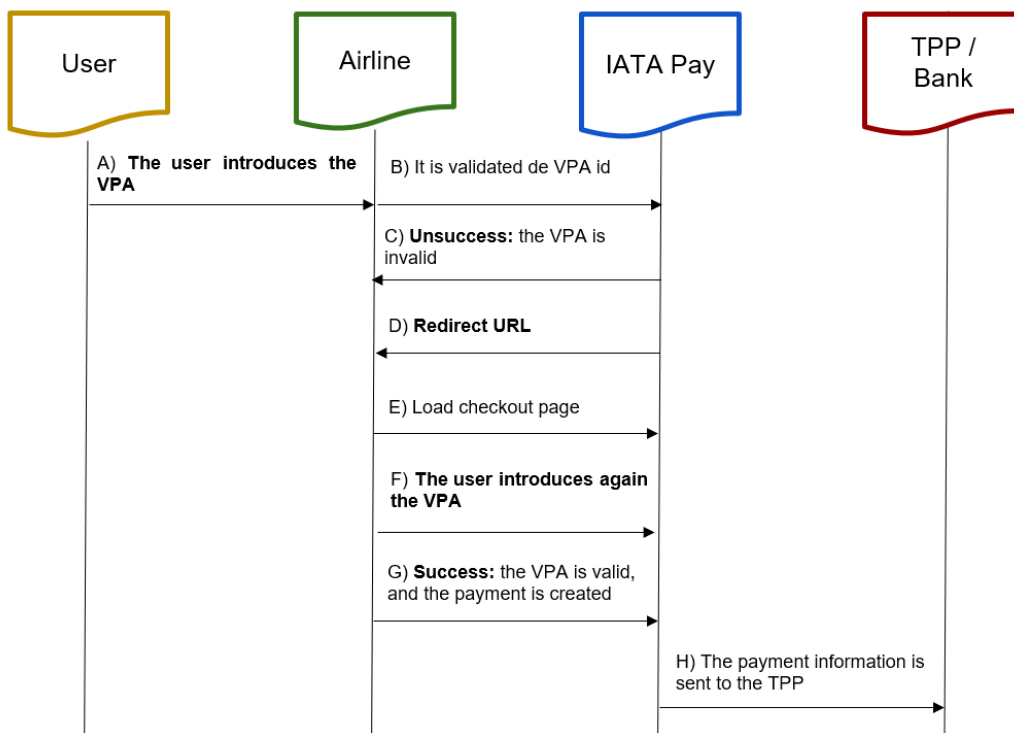 User
Airline
IATA Pay
TPP /
Bank
A) The user introduces the
VPA
B) It is validated de VPA id
C) Unsuccess: the VPA is
invalid
D) Redirect URL
E) Load checkout page
F) The user introduces again
the VPA
G) Success: the VPA is valid,
and the payment is created
H) The payment information is
sent to the TPP